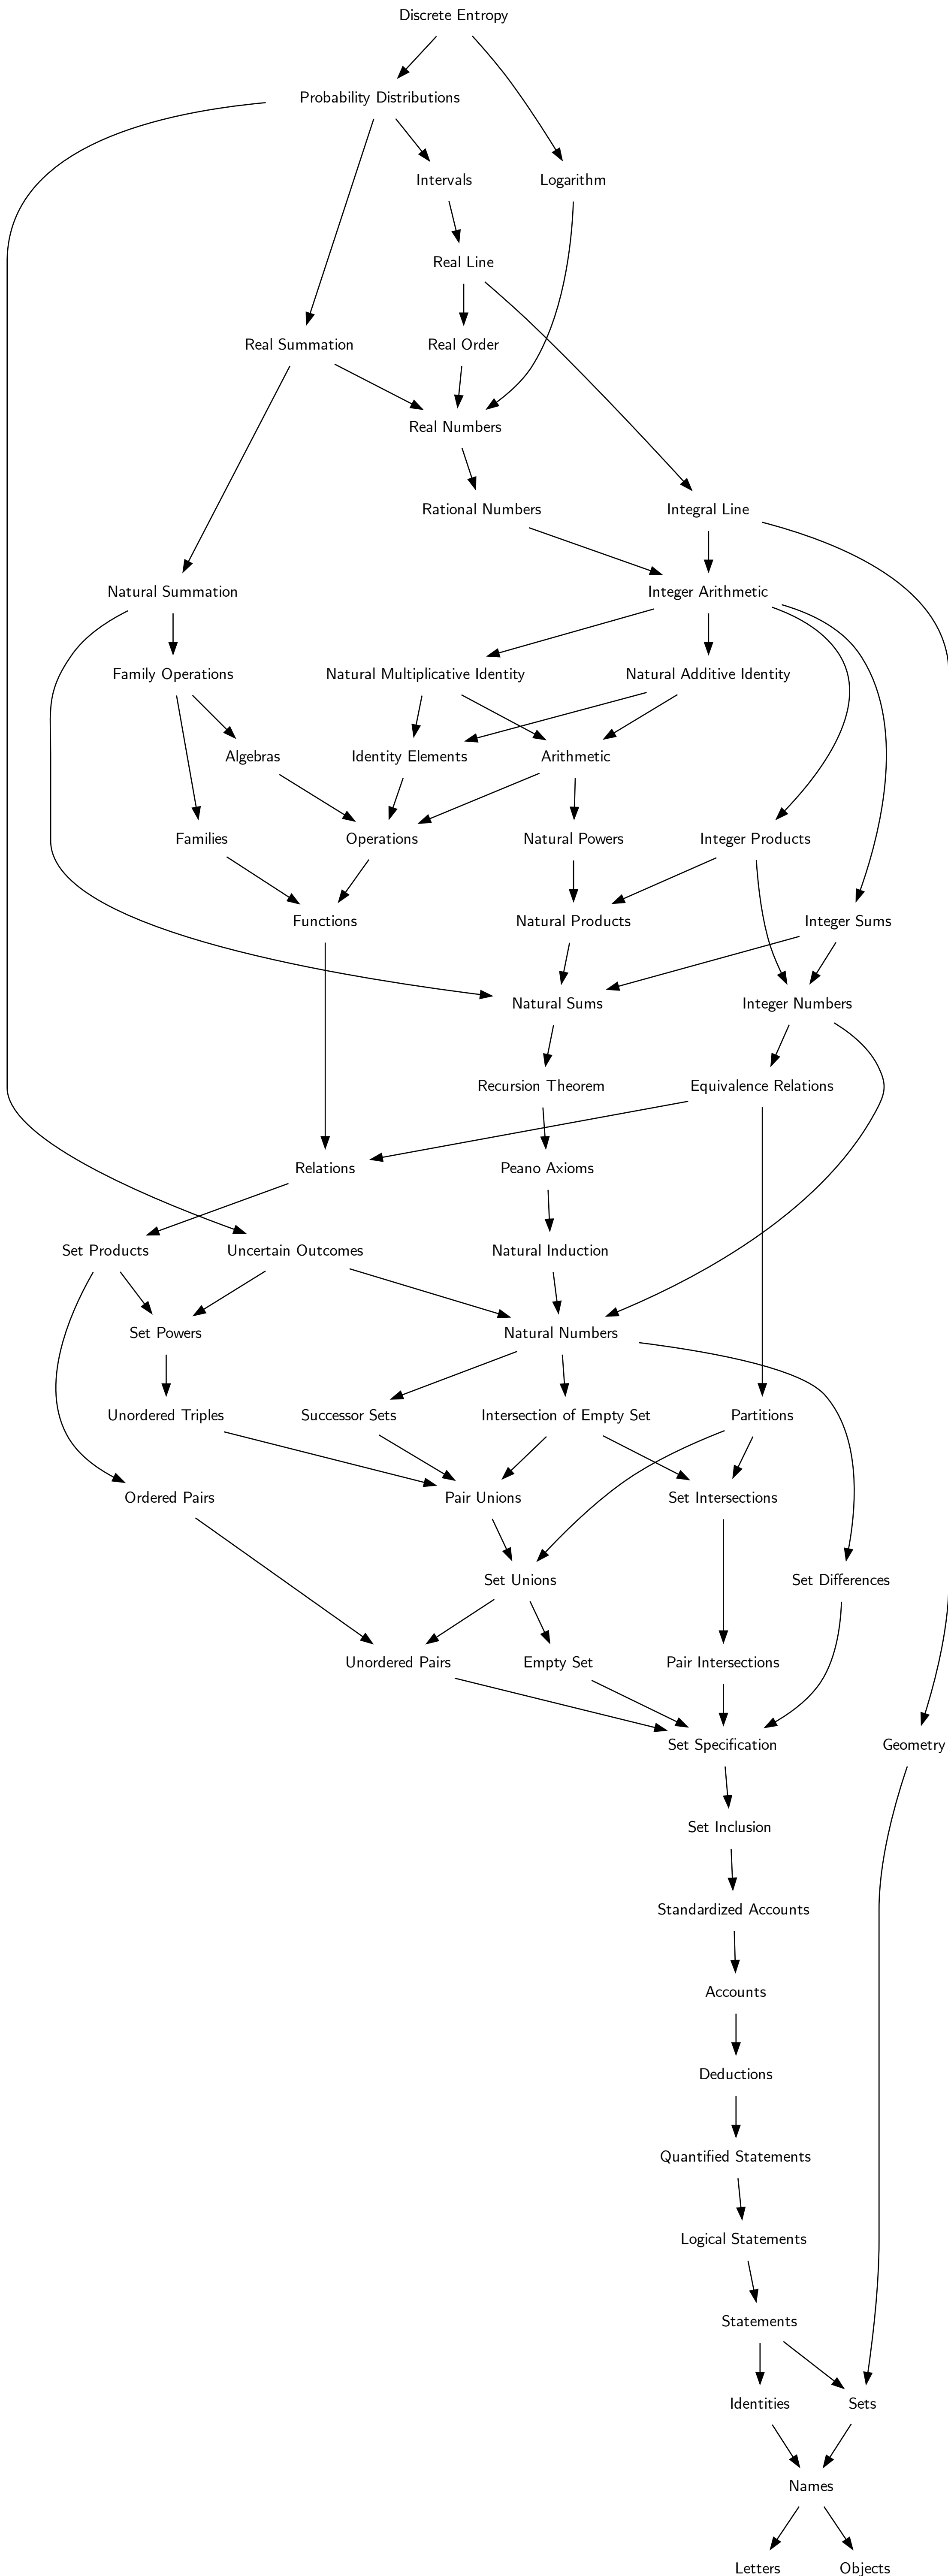 Discrete Entropy
Probability Distributions
Intervals
Logarithm
Real Line
Real Summation
Real Order
Real Numbers
Rational Numbers
Integral Line
Natural Summation
Integer Arithmetic
Family Operations
Natural Multiplicative Identity
Natural Additive Identity
Algebras
Identity Elements
Arithmetic
Families
Operations
Natural Powers
Integer Products
Functions
Natural Products
Integer Sums
Natural Sums
Integer Numbers
Recursion Theorem
Equivalence Relations
Relations
Peano Axioms
Set Products
Uncertain Outcomes
Natural Induction
Set Powers
Natural Numbers
Unordered Triples
Successor Sets
Intersection of Empty Set
Partitions
Ordered Pairs
Pair Unions
Set Intersections
Set Unions
Set Differences
Unordered Pairs
Empty Set
Pair Intersections
Set Specification
Geometry
Set Inclusion
Standardized Accounts
Accounts
Deductions
Quantified Statements
Logical Statements
Statements
Identities
Sets
Names
Letters
Objects